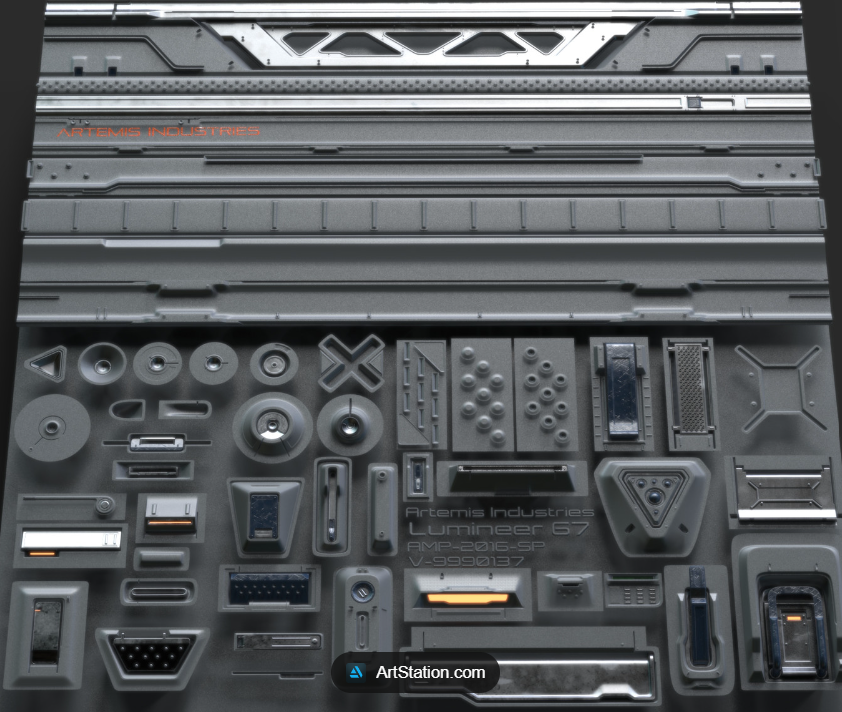 ARTEMIS INDUSTRIES
Artemis Industries
Lumineer 67
AMP-2016-SP
V-9990137
ArtStation.com